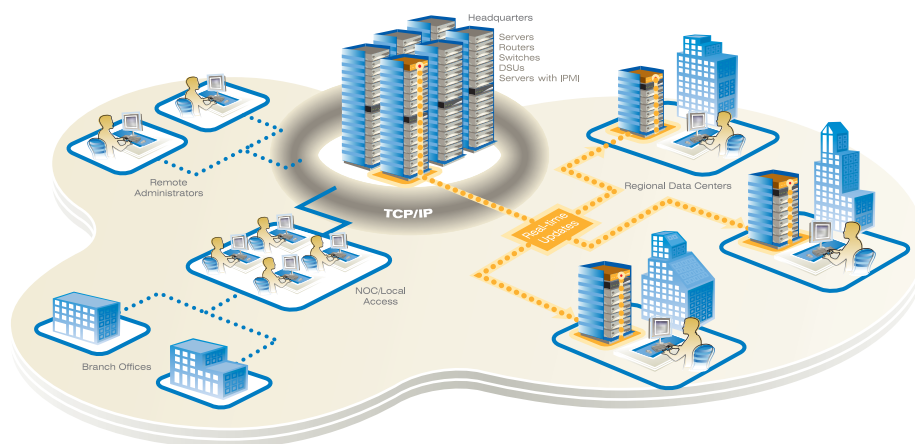 Headquarters
Servers
Routers
Switches
DSUs
Servers with IPMI
Remote
Administrators
TCP/IP
Regional Data Centers
Real-time
Updates
NOC/Local
Access
Branch Offices